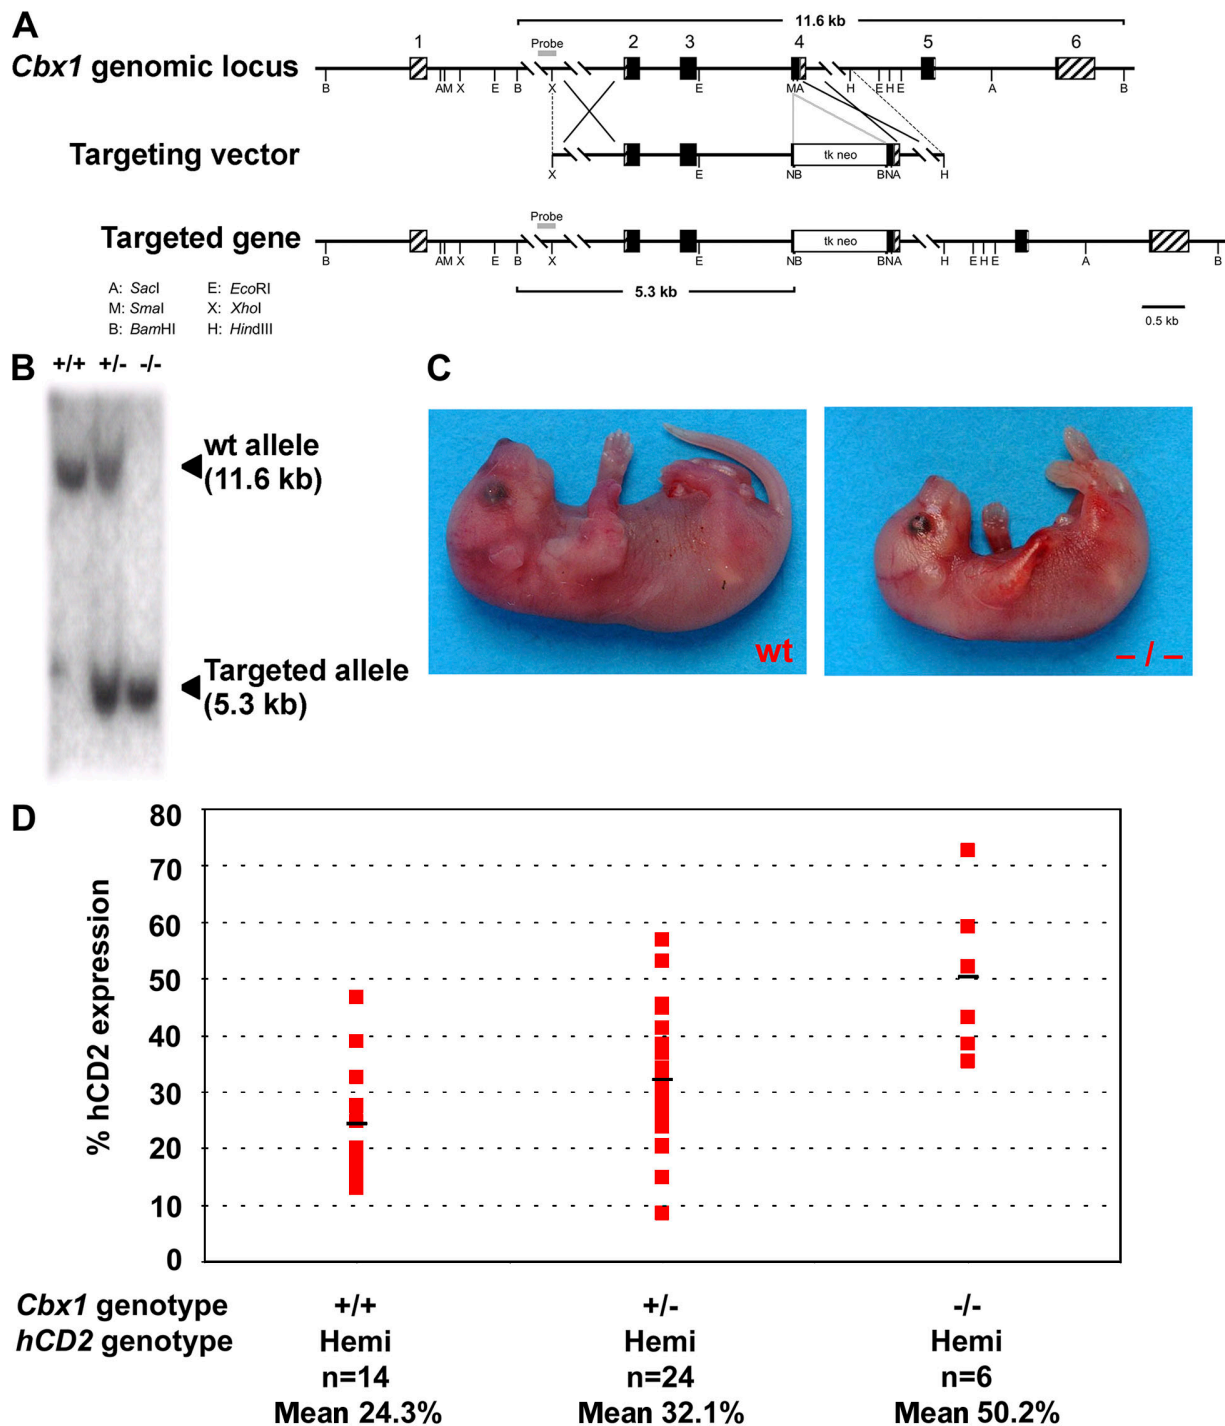 A
11.6 kb
1 Probe 2 3 4 5 6
Cbx1 genomic locus
B AM X E B X E MA H E H E A B
Targeting vector
tk neo
X E NB BNA H
Targeted gene
Probe
tk neo
B AM X E B X E NB BNA H E H E A B
5.3 kb
A: SacI E: EcoRI
M: SmaI X: XhoI
B: BamHI H: HindIII
0.5 kb
B
+/+ +/- -/-
wt allele
(11.6 kb)
Targeted allele
(5.3 kb)
C
wt
– / –
D
% hCD2 expression
80
70
60
50
40
30
20
10
0
Cbx1 genotype +/+ +/- -/-
hCD2 genotype Hemi Hemi Hemi
n=14 n=24 n=6
Mean 24.3% Mean 32.1% Mean 50.2%